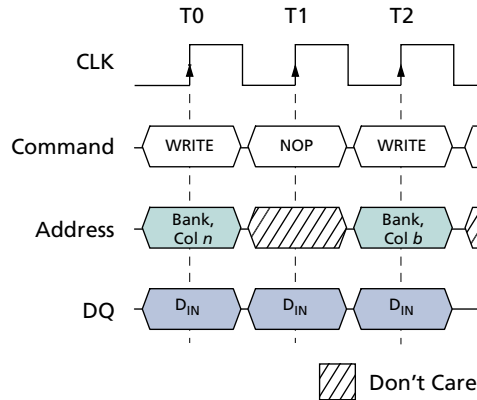 T0 T1 T2
CLK
Command WRITE NOP WRITE
Address Bank, Col n Bank, Col b
DQ DIN DIN DIN
Don't Care